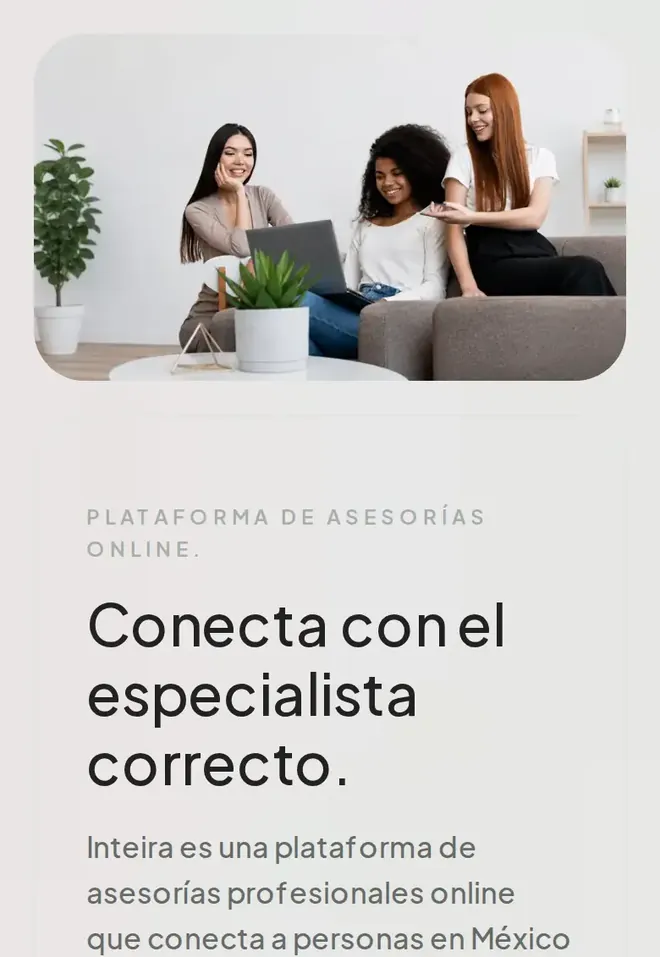 PLATAFORMA DE ASESORÍAS
ONLINE.
Conecta con el
especialista
correcto.
Inteira es una plataforma de
asesorías profesionales online
que conecta a personas en México